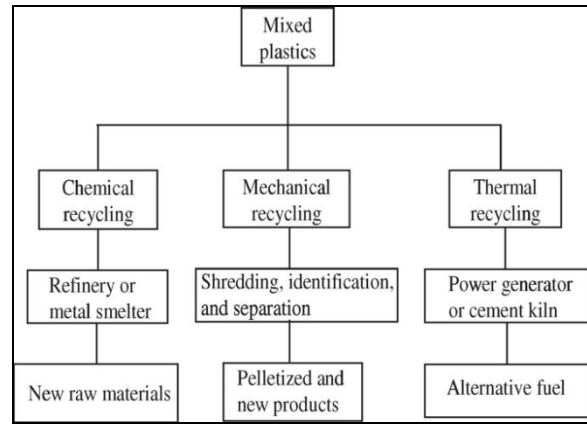 Mixed
plastics
Chemical
recycling
Mechanical
recycling
Thermal
recycling
Refinery or
metal smelter
Shredding, identification,
and separation
Power generator
or cement kiln
New raw materials
Pelletized and
new products
Alternative fuel